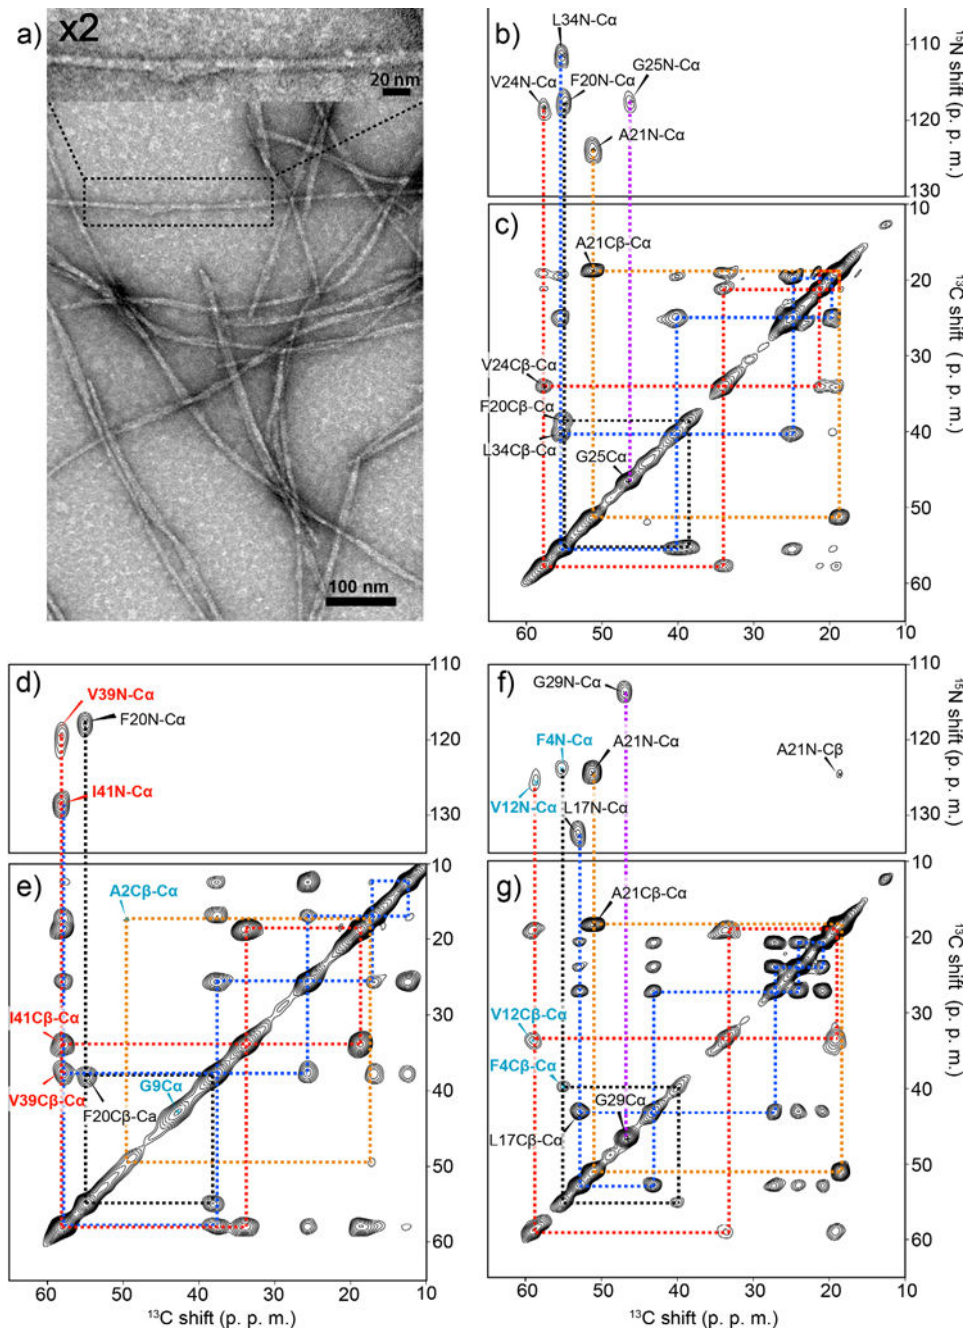 a) x2
20 nm
100 nm
b)
L34N-Cα
V24N-Cα
F20N-Cα
G25N-Cα
A21N-Cα
110
120
130
¹⁵N shift (p. p. m.)
c)
A21Cβ-Cα
V24Cβ-Cα
F20Cβ-Cα
L34Cβ-Cα
G25Cα
10
20
30
40
50
60
¹³C shift (p. p. m.)
60 50 40 30 20 10
d)
V39N-Cα
F20N-Cα
I41N-Cα
110
120
130
e)
A2Cβ-Cα
I41Cβ-Cα
G9Cα
V39Cβ-Cα
F20Cβ-Ca
10
20
30
40
50
60
60 50 40 30 20 10
¹³C shift (p. p. m.)
f)
G29N-Cα
F4N-Cα
A21N-Cα
A21N-Cβ
V12N-Cα
L17N-Cα
110
120
130
¹⁵N shift (p. p. m.)
g)
A21Cβ-Cα
V12Cβ-Cα
F4Cβ-Cα
G29Cα
L17Cβ-Cα
10
20
30
40
50
60
¹³C shift (p. p. m.)
60 50 40 30 20 10
¹³C shift (p. p. m.)